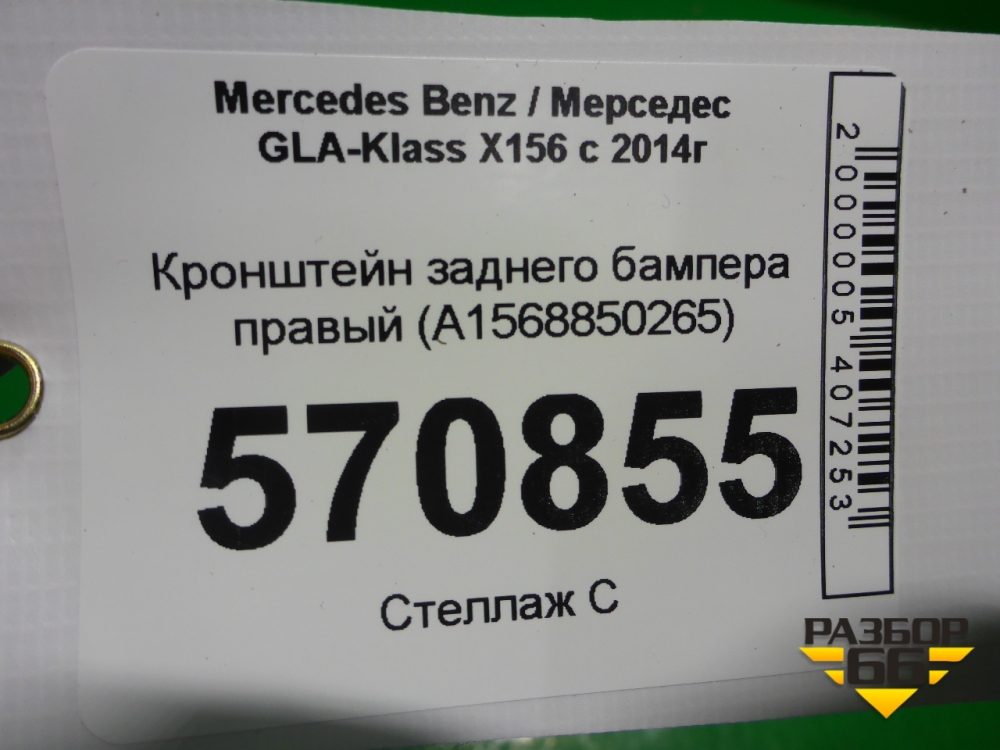 Mercedes Benz / Мерседес
GLA-Klass X156 с 2014г
Кронштейн заднего бампера
правый (A1568850265)
570855
Стеллаж С
2000005407253
РАЗБОР
66